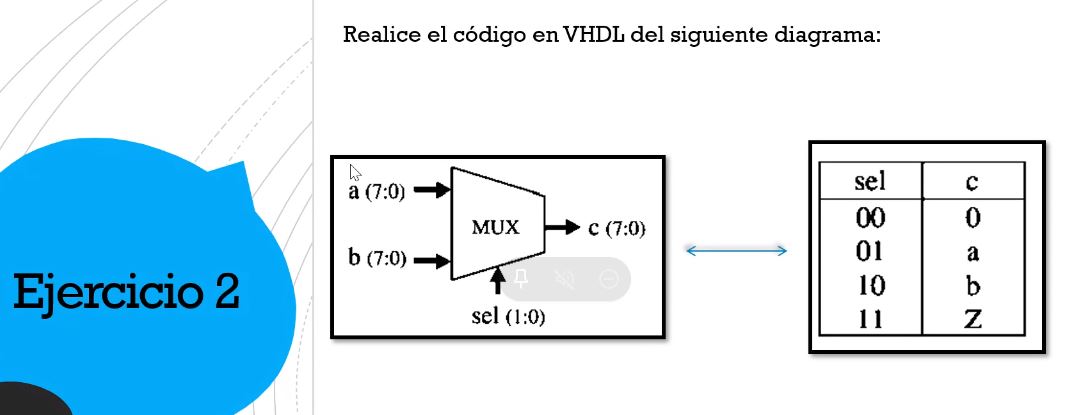 Realice el código en VHDL del siguiente diagrama:
Ejercicio 2
a (7:0)
MUX
c (7:0)
b (7:0)
sel (1:0)
sel c
00 0
01 a
10 b
11 Z